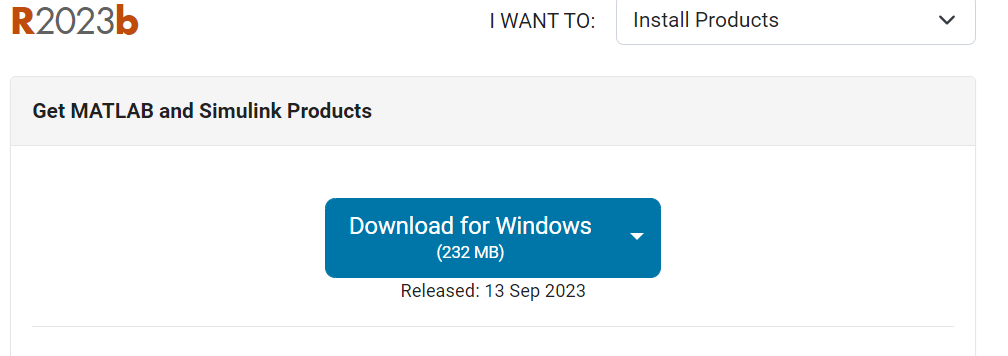 R2023b
I WANT TO:
Install Products
Get MATLAB and Simulink Products
Download for Windows
(232 MB)
Released: 13 Sep 2023